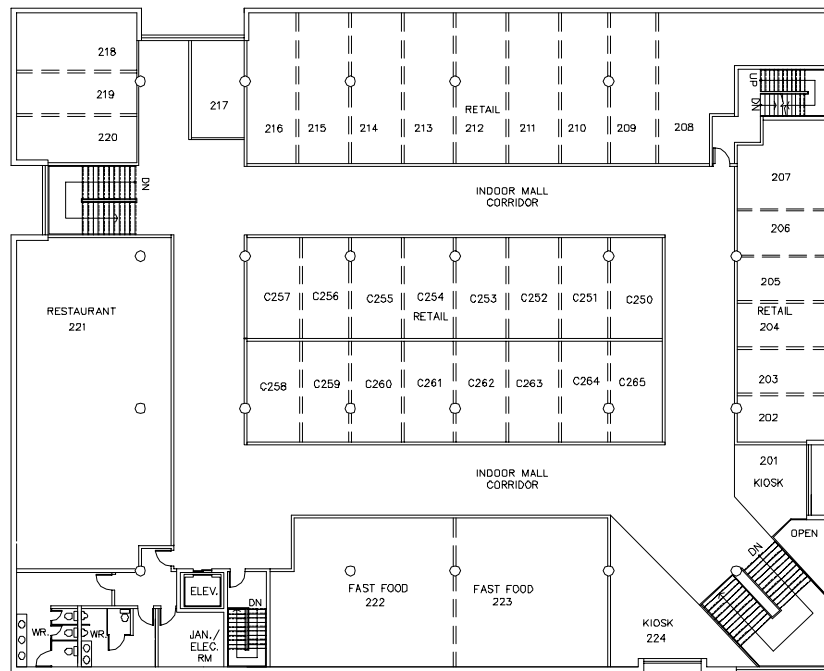 218
219
220
217
216
215
214
213
RETAIL
212
211
210
209
208
UP
DN
DN
207
206
205
RETAIL
204
203
202
INDOOR MALL
CORRIDOR
RESTAURANT
221
C257
C256
C255
C254
C253
C252
C251
C250
RETAIL
C258
C259
C260
C261
C262
C263
C264
C265
INDOOR MALL
CORRIDOR
201
KIOSK
OPEN
DN
FAST FOOD
222
FAST FOOD
223
KIOSK
224
ELEV.
DN
WR.
WR.
JAN./
ELEC.
RM